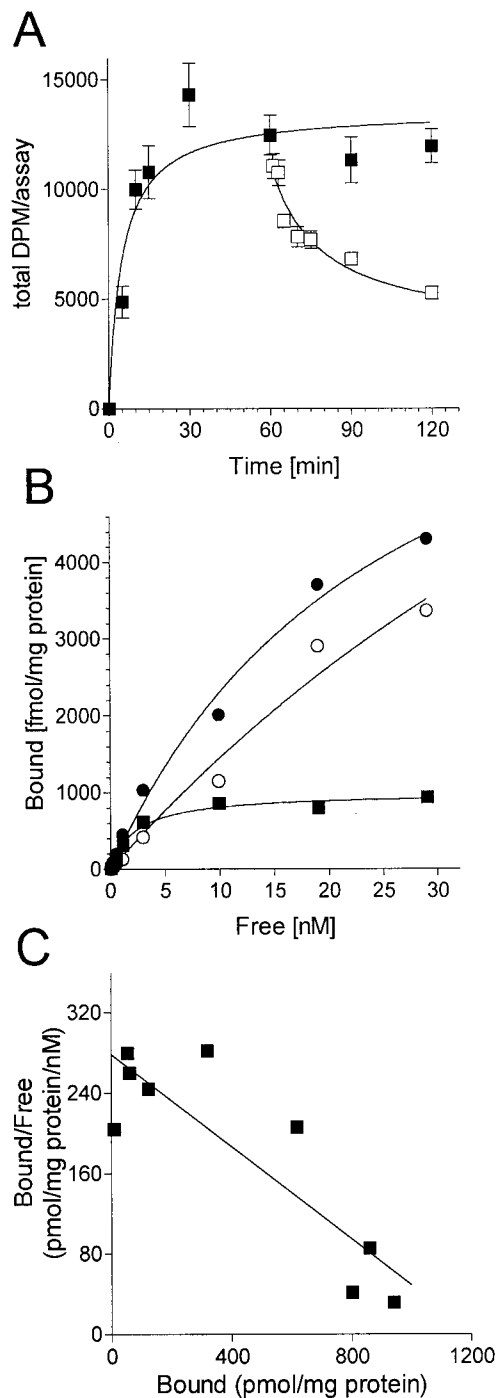 A
total DPM/assay
15000
10000
5000
0
0 30 60 90 120
Time [min]
B
Bound [fmol/mg protein]
4000
3000
2000
1000
0
0 5 10 15 20 25 30
Free [nM]
C
Bound/Free
(pmol/mg protein/nM)
320
240
160
80
0
0 400 800 1200
Bound (pmol/mg protein)